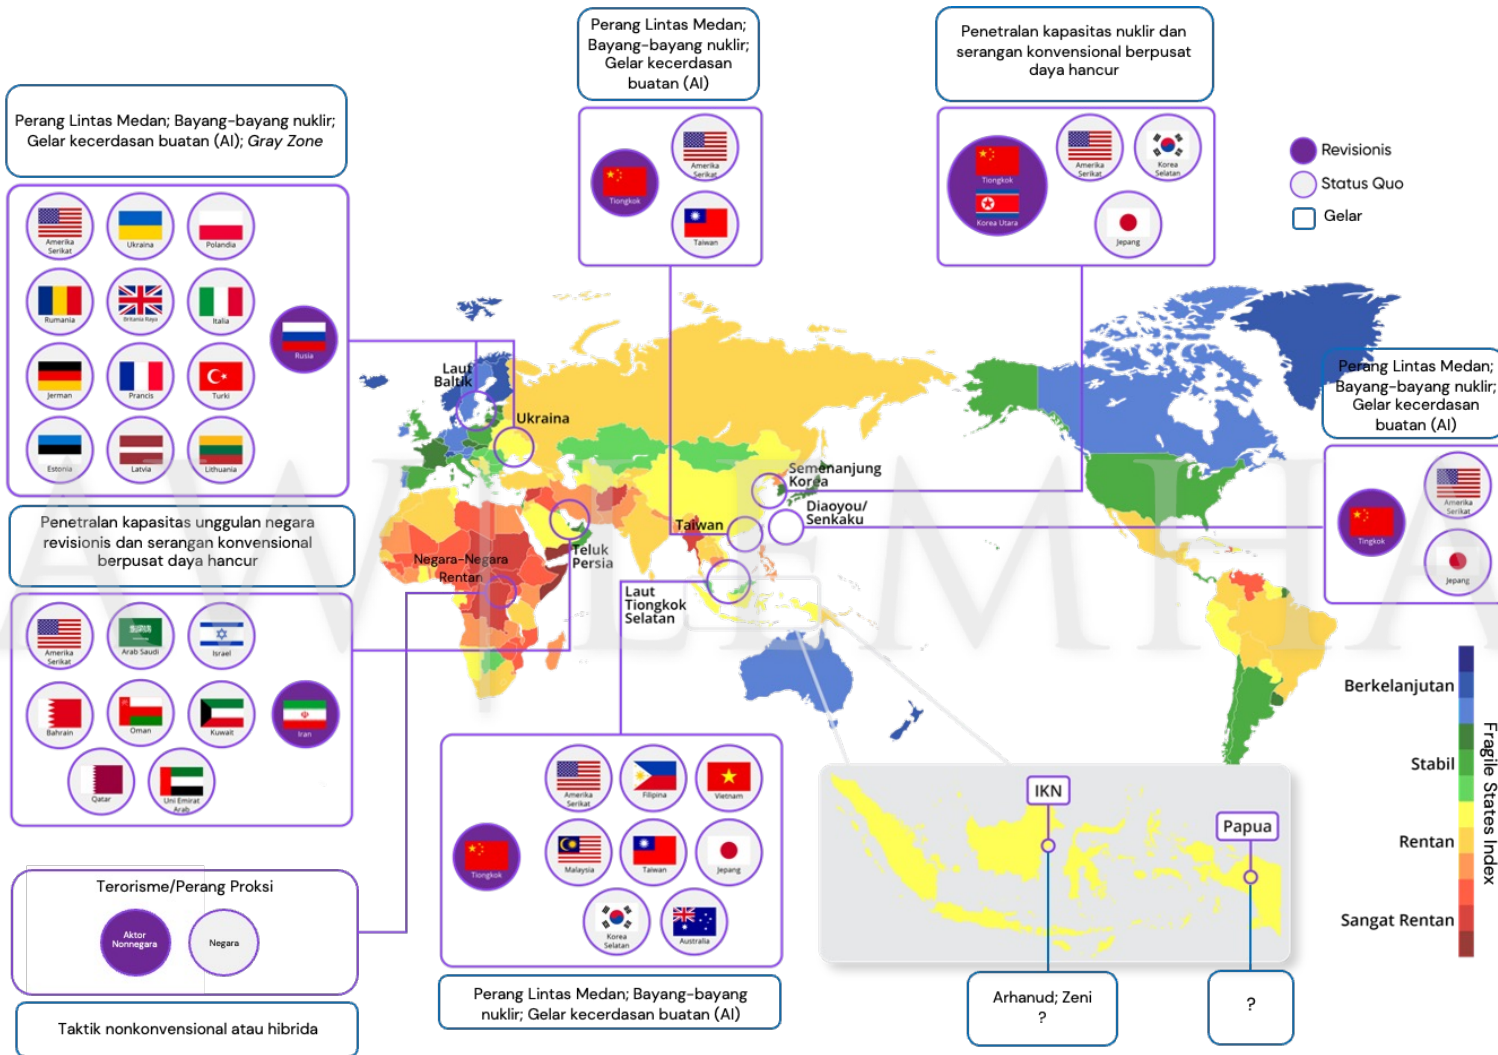 Perang Lintas Medan; Bayang-bayang nuklir;
Gelar kecerdasan buatan (AI); Gray Zone
Amerika
Serikat
Ukraina
Polandia
Rumania
Britania Raya
Italia
Rusia
Jerman
Prancis
Turki
Estonia
Latvia
Lithuania
Perang Lintas Medan;
Bayang-bayang nuklir;
Gelar kecerdasan
buatan (AI)
Tiongkok
Amerika
Serikat
Taiwan
Penetralan kapasitas nuklir dan
serangan konvensional berpusat
daya hancur
Tiongkok
Korea Utara
Amerika
Serikat
Korea
Selatan
Jepang
Revisionis
Status Quo
Gelar
Perang Lintas Medan;
Bayang-bayang nuklir;
Gelar kecerdasan
buatan (AI)
Tingkok
Amerika
Serikat
Jepang
Laut
Baltik
Ukraina
Semenanjung
Korea
Diaoyou/
Senkaku
Taiwan
Teluk
Persia
Negara-Negara
Rentan
Laut
Tiongkok
Selatan
Penetralan kapasitas unggulan negara
revisionis dan serangan konvensional
berpusat daya hancur
Amerika
Serikat
Arab Saudi
Israel
Bahrain
Oman
Kuwait
Iran
Qatar
Uni Emirat
Arab
Terorisme/Perang Proksi
Aktor
Nonnegara
Negara
Taktik nonkonvensional atau hibrida
Amerika
Serikat
Filipina
Vietnam
Tiongkok
Malaysia
Taiwan
Jepang
Korea
Selatan
Australia
Perang Lintas Medan; Bayang-bayang
nuklir; Gelar kecerdasan buatan (AI)
IKN
Papua
Arhanud; Zeni
?
?
Berkelanjutan
Stabil
Rentan
Sangat Rentan
Fragile States Index